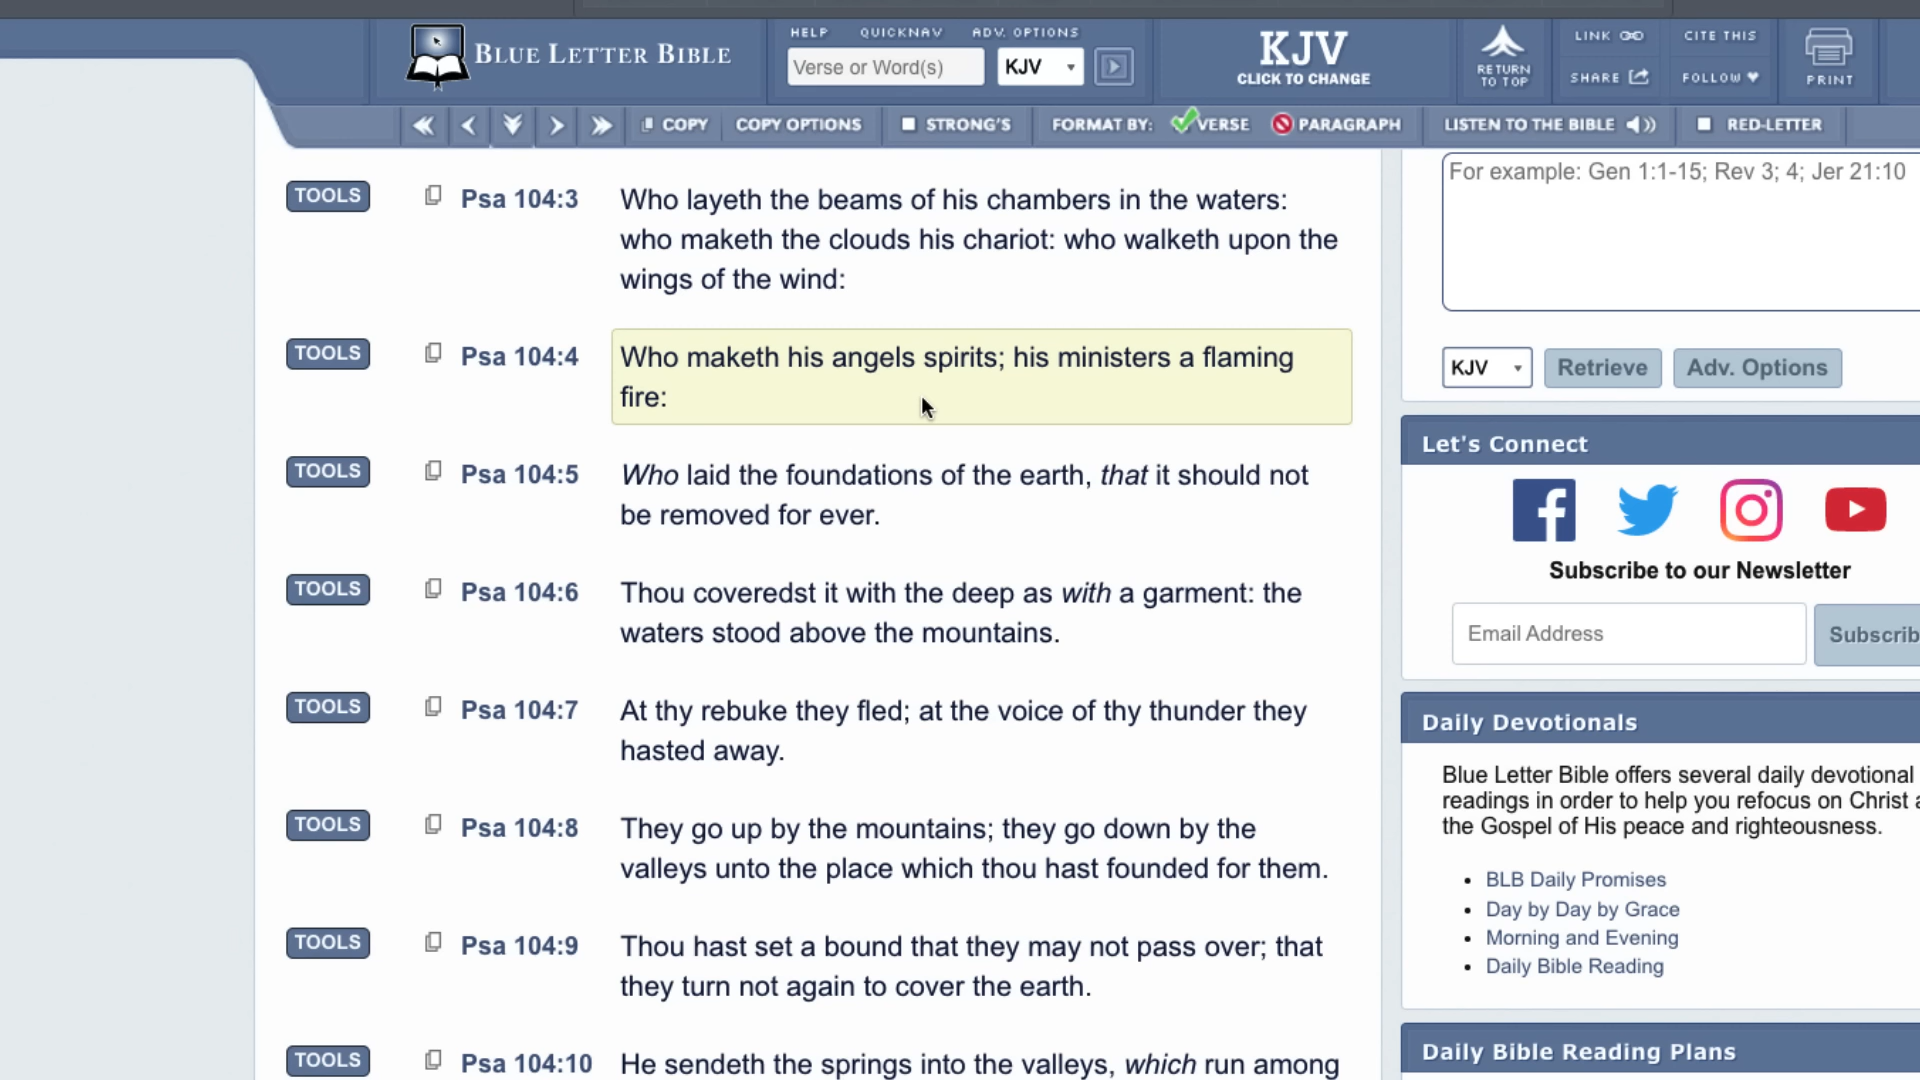 BLUE LETTER BIBLE
HELP QUICKNAV ADV. OPTIONS
Verse or Word(s) KJV
KJV
CLICK TO CHANGE
RETURN
TO TOP
LINK
SHARE
CITE THIS
FOLLOW
PRINT
COPY COPY OPTIONS STRONG'S FORMAT BY: VERSE PARAGRAPH LISTEN TO THE BIBLE RED-LETTER
TOOLS Psa 104:3 Who layeth the beams of his chambers in the waters:
who maketh the clouds his chariot: who walketh upon the
wings of the wind:
TOOLS Psa 104:4 Who maketh his angels spirits; his ministers a flaming
fire:
TOOLS Psa 104:5 Who laid the foundations of the earth, that it should not
be removed for ever.
TOOLS Psa 104:6 Thou coveredst it with the deep as with a garment: the
waters stood above the mountains.
TOOLS Psa 104:7 At thy rebuke they fled; at the voice of thy thunder they
hasted away.
TOOLS Psa 104:8 They go up by the mountains; they go down by the
valleys unto the place which thou hast founded for them.
TOOLS Psa 104:9 Thou hast set a bound that they may not pass over; that
they turn not again to cover the earth.
TOOLS Psa 104:10 He sendeth the springs into the valleys, which run among
For example: Gen 1:1-15; Rev 3; 4; Jer 21:10
KJV Retrieve Adv. Options
Let's Connect
Subscribe to our Newsletter
Email Address Subscrib
Daily Devotionals
Blue Letter Bible offers several daily devotional
readings in order to help you refocus on Christ a
the Gospel of His peace and righteousness.
• BLB Daily Promises
• Day by Day by Grace
• Morning and Evening
• Daily Bible Reading
Daily Bible Reading Plans